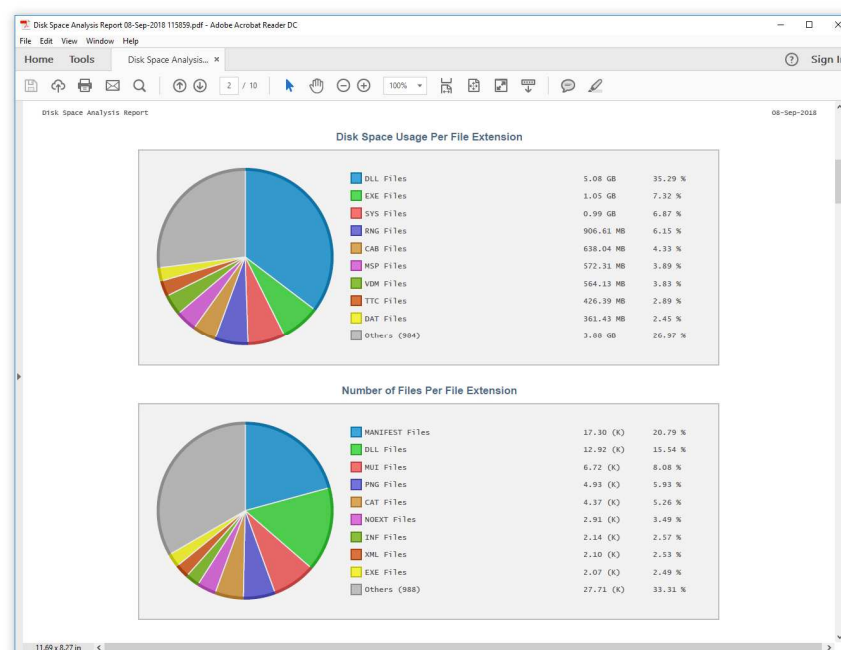 Disk Space Analysis Report 08-Sep-2018 115859.pdf - Adobe Acrobat Reader DC
File Edit View Window Help
Home Tools Disk Space Analysis... × ? Sign In
2 / 10 100%
Disk Space Analysis Report 08-Sep-2018
Disk Space Usage Per File Extension
DLL Files 5.08 GB 35.29 %
EXE Files 1.05 GB 7.32 %
SYS Files 0.99 GB 6.87 %
RNG Files 906.61 MB 6.15 %
CAB Files 638.04 MB 4.33 %
MSP Files 572.31 MB 3.89 %
VDM Files 564.13 MB 3.83 %
TTC Files 426.39 MB 2.89 %
DAT Files 361.43 MB 2.45 %
Others (984) 3.88 GB 26.97 %
Number of Files Per File Extension
MANIFEST Files 17.30 (K) 20.79 %
DLL Files 12.92 (K) 15.54 %
MUI Files 6.72 (K) 8.08 %
PNG Files 4.93 (K) 5.93 %
CAT Files 4.37 (K) 5.26 %
NOEXT Files 2.91 (K) 3.49 %
INF Files 2.14 (K) 2.57 %
XML Files 2.10 (K) 2.53 %
EXE Files 2.07 (K) 2.49 %
Others (988) 27.71 (K) 33.31 %
11.69 x 8.27 in